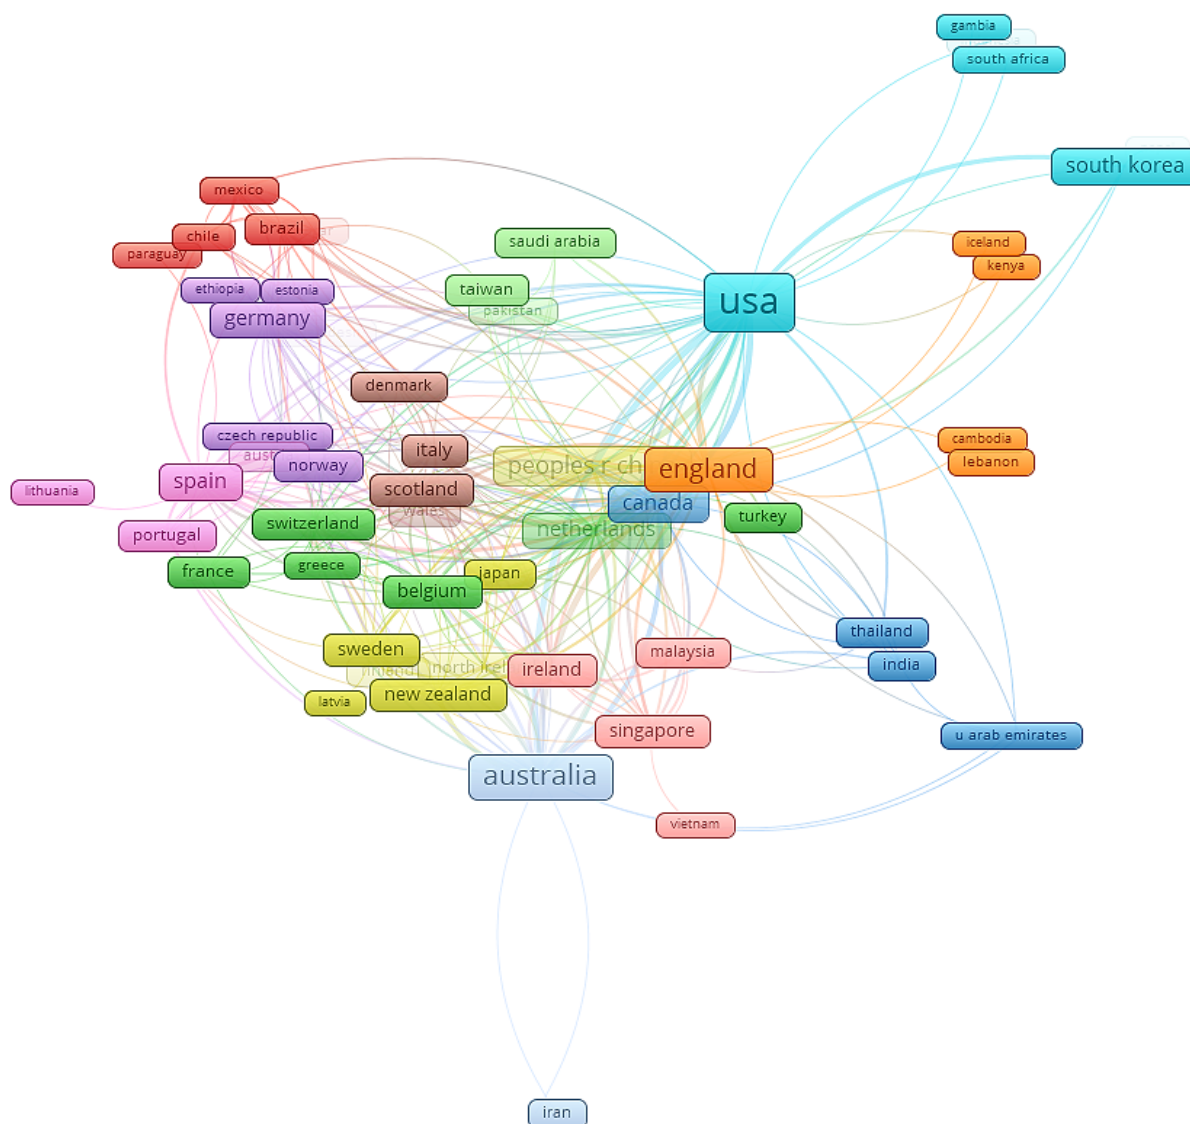 gambia
south africa
south korea
mexico
brazil
chile
paraguay
saudi arabia
iceland
kenya
ethiopia
estonia
taiwan
pakistan
usa
germany
denmark
czech republic
norway
italy
peoples r ch
england
cambodia
lebanon
spain
lithuania
scotland
wales
canada
switzerland
netherlands
turkey
portugal
france
greece
japan
belgium
sweden
north irel
ireland
malaysia
thailand
india
latvia
new zealand
singapore
u arab emirates
australia
vietnam
iran